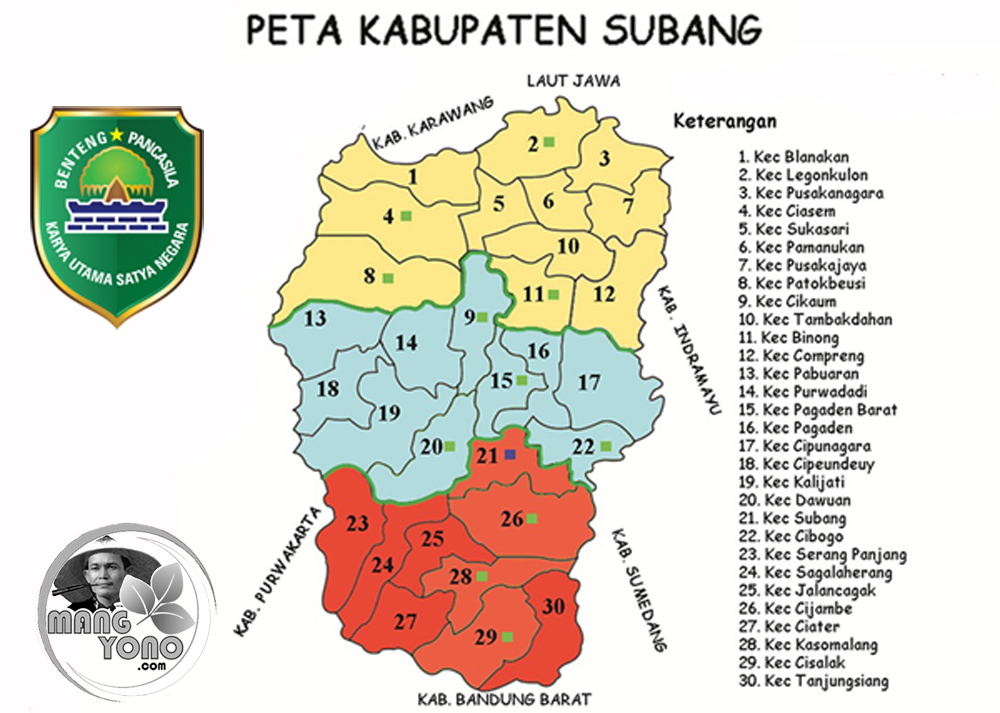 PETA KABUPATEN SUBANG
LAUT JAWA
KAB. KARAWANG
BENTENG PANCASILA
KARYA UTAMA SATYA NEGARA
1
2
3
4
5
6
7
8
9
10
11
12
13
14
15
16
17
18
19
20
21
22
23
24
25
26
27
28
29
30
KAB. INDRAMAYU
KAB. PURWAKARTA
KAB. SUMEDANG
KAB. BANDUNG BARAT
MANG
YONO
.com
Keterangan
1. Kec Blanakan
2. Kec Legonkulon
3. Kec Pusakanagara
4. Kec Ciasem
5. Kec Sukasari
6. Kec Pamanukan
7. Kec Pusakajaya
8. Kec Patokbeusi
9. Kec Cikaum
10. Kec Tambakdahan
11. Kec Binong
12. Kec Compreng
13. Kec Pabuaran
14. Kec Purwadadi
15. Kec Pagaden Barat
16. Kec Pagaden
17. Kec Cipunagara
18. Kec Cipeundeuy
19. Kec Kalijati
20. Kec Dawuan
21. Kec Subang
22. Kec Cibogo
23. Kec Serang Panjang
24. Kec Sagalaherang
25. Kec Jalancagak
26. Kec Cijambe
27. Kec Ciater
28. Kec Kasomalang
29. Kec Cisalak
30. Kec Tanjungsiang